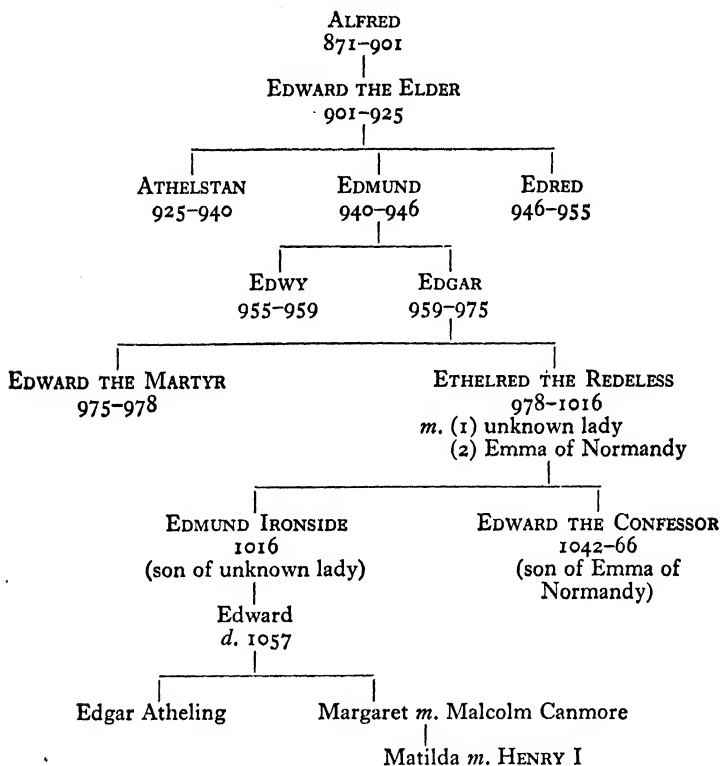 ALFRED
871–901
EDWARD THE ELDER
901–925
ATHELSTAN
925–940
EDMUND
940–946
EDRED
946–955
EDWY
955–959
EDGAR
959–975
EDWARD THE MARTYR
975–978
ETHELRED THE REDELESS
978–1016
m. (1) unknown lady
(2) Emma of Normandy
EDMUND IRONSIDE
1016
(son of unknown lady)
EDWARD THE CONFESSOR
1042–66
(son of Emma of
Normandy)
Edward
d. 1057
Edgar Atheling
Margaret m. Malcolm Canmore
Matilda m. HENRY I